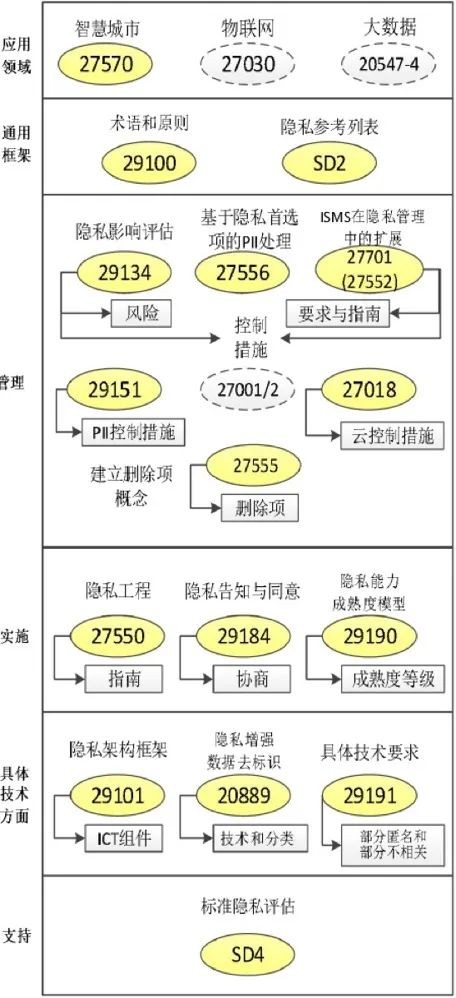 应用
领域
智慧城市
27570
物联网
27030
大数据
20547-4
通用
框架
术语和原则
29100
隐私参考列表
SD2
管理
隐私影响评估
29134
风险
基于隐私首选
项的PII处理
27556
ISMS在隐私管理
中的扩展
27701
(27552)
要求与指南
控制
措施
29151
PII控制措施
27001/2
27018
云控制措施
建立删除项
概念
27555
删除项
实施
隐私工程
27550
指南
隐私告知与同意
29184
协商
隐私能力
成熟度模型
29190
成熟度等级
具体
技术
方面
隐私架构框架
29101
ICT组件
隐私增强
数据去标识
20889
技术和分类
具体技术要求
29191
部分匿名和
部分不相关
支持
标准隐私评估
SD4